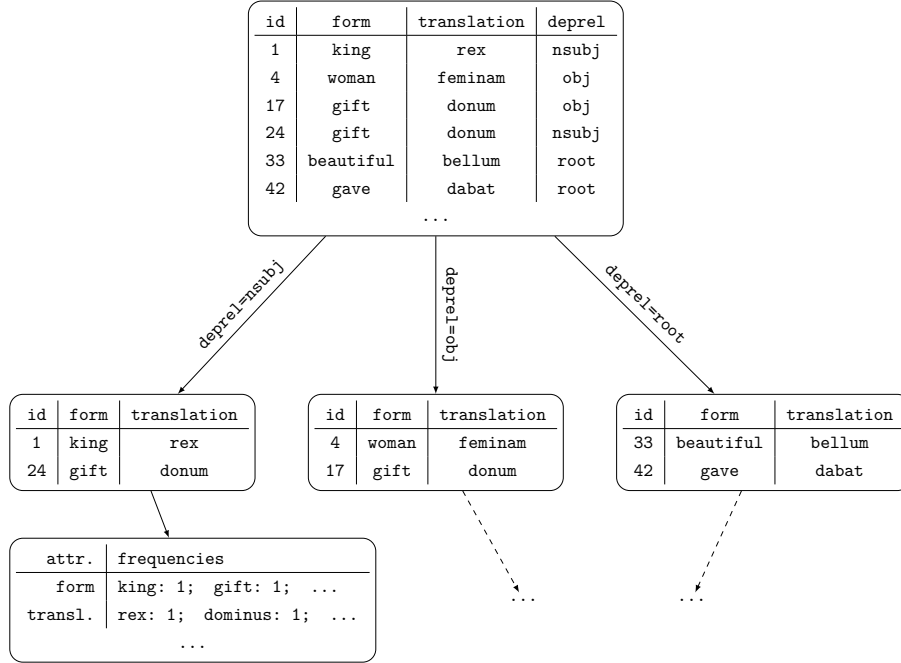 id form translation deprel
1 king rex nsubj
4 woman feminam obj
17 gift donum obj
24 gift donum nsubj
33 beautiful bellum root
42 gave dabat root
...
deprel=nsubj
deprel=obj
deprel=root
id form translation
1 king rex
24 gift donum
id form translation
4 woman feminam
17 gift donum
id form translation
33 beautiful bellum
42 gave dabat
attr. frequencies
form king: 1; gift: 1; ...
transl. rex: 1; dominus: 1; ...
...
...
...